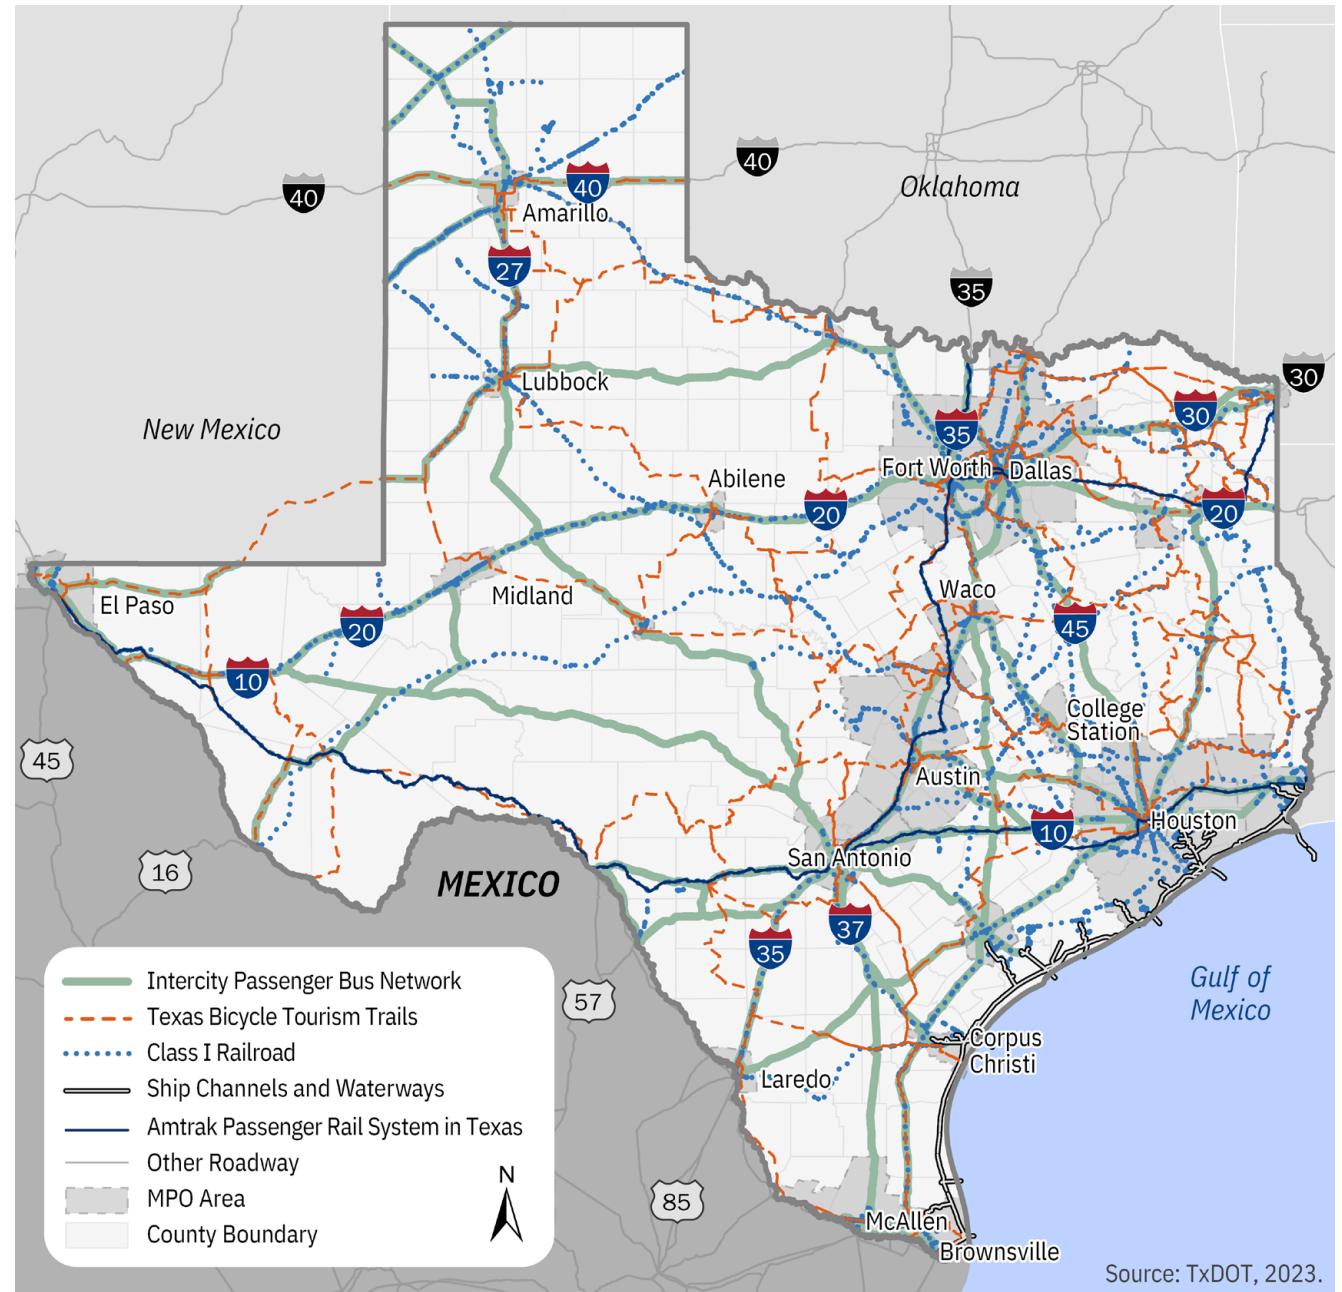 40
40
Oklahoma
40
Amarillo
27
35
30
Lubbock
New Mexico
30
35
Fort Worth
Dallas
Abilene
20
20
El Paso
Midland
Waco
20
45
10
College
Station
45
Austin
10
Houston
16
San Antonio
MEXICO
37
35
Gulf of
Mexico
57
Corpus
Christi
Laredo
85
McAllen
Brownsville
Intercity Passenger Bus Network
Texas Bicycle Tourism Trails
Class I Railroad
Ship Channels and Waterways
Amtrak Passenger Rail System in Texas
Other Roadway
MPO Area
County Boundary
N
Source: TxDOT, 2023.